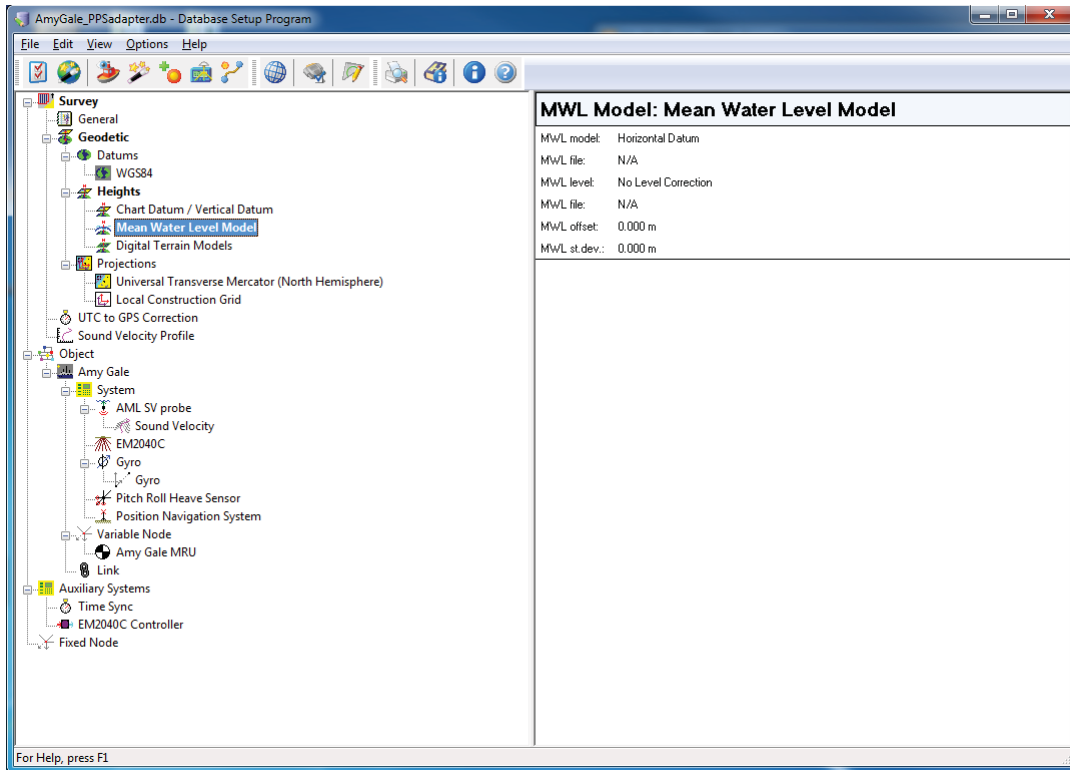 AmyGale_PPSadapter.db - Database Setup Program
File Edit View Options Help
Survey
General
Geodetic
Datums
WGS84
Heights
Chart Datum / Vertical Datum
Mean Water Level Model
Digital Terrain Models
Projections
Universal Transverse Mercator (North Hemisphere)
Local Construction Grid
UTC to GPS Correction
Sound Velocity Profile
Object
Amy Gale
System
AML SV probe
Sound Velocity
EM2040C
Gyro
Gyro
Pitch Roll Heave Sensor
Position Navigation System
Variable Node
Amy Gale MRU
Link
Auxiliary Systems
Time Sync
EM2040C Controller
Fixed Node
MWL Model: Mean Water Level Model
MWL model: Horizontal Datum
MWL file: N/A
MWL level: No Level Correction
MWL file: N/A
MWL offset: 0.000 m
MWL st.dev.: 0.000 m
For Help, press F1